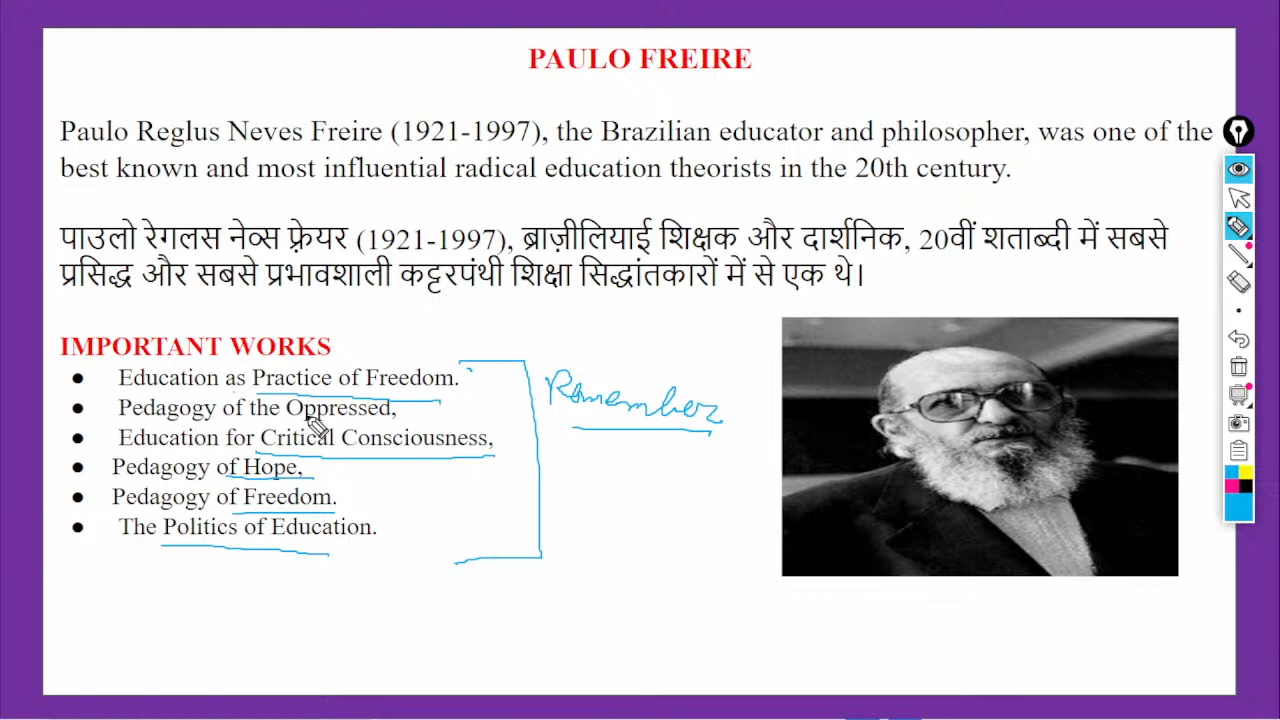 PAULO FREIRE
Paulo Reglus Neves Freire (1921-1997), the Brazilian educator and philosopher, was one of the
best known and most influential radical education theorists in the 20th century.
पाउलो रेगलस नेव्स फ़्रेयर (1921-1997), ब्राज़ीलियाई शिक्षक और दार्शनिक, 20वीं शताब्दी में सबसे
प्रसिद्ध और सबसे प्रभावशाली कट्टरपंथी शिक्षा सिद्धांतकारों में से एक थे।
IMPORTANT WORKS
● Education as Practice of Freedom.
● Pedagogy of the Oppressed,
● Education for Critical Consciousness,
● Pedagogy of Hope,
● Pedagogy of Freedom.
● The Politics of Education.
Remember